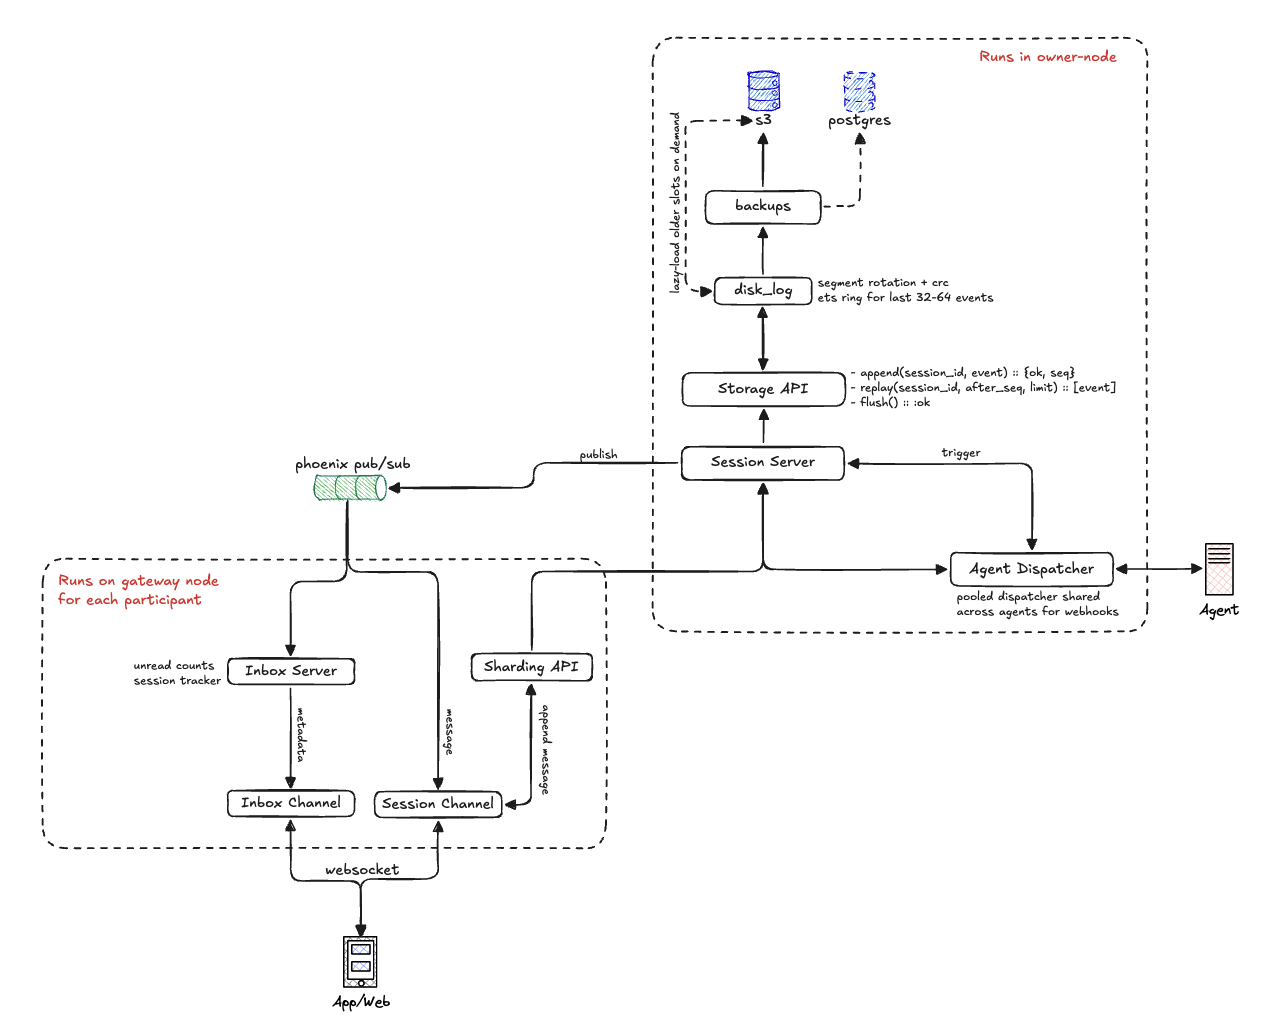 Runs in owner-node
s3
postgres
lazy-load older slots on demand
backups
disk_log
segment rotation + crc
ets ring for last 32-64 events
Storage API
- append(session_id, event) :: {ok, seq}
- replay(session_id, after_seq, limit) :: [event]
- flush() :: :ok
Session Server
publish
trigger
phoenix pub/sub
Agent Dispatcher
pooled dispatcher shared
across agents for webhooks
Agent
Runs on gateway node
for each participant
unread counts
session tracker
Inbox Server
Sharding API
metadata
message
append message
Inbox Channel
Session Channel
websocket
App/Web